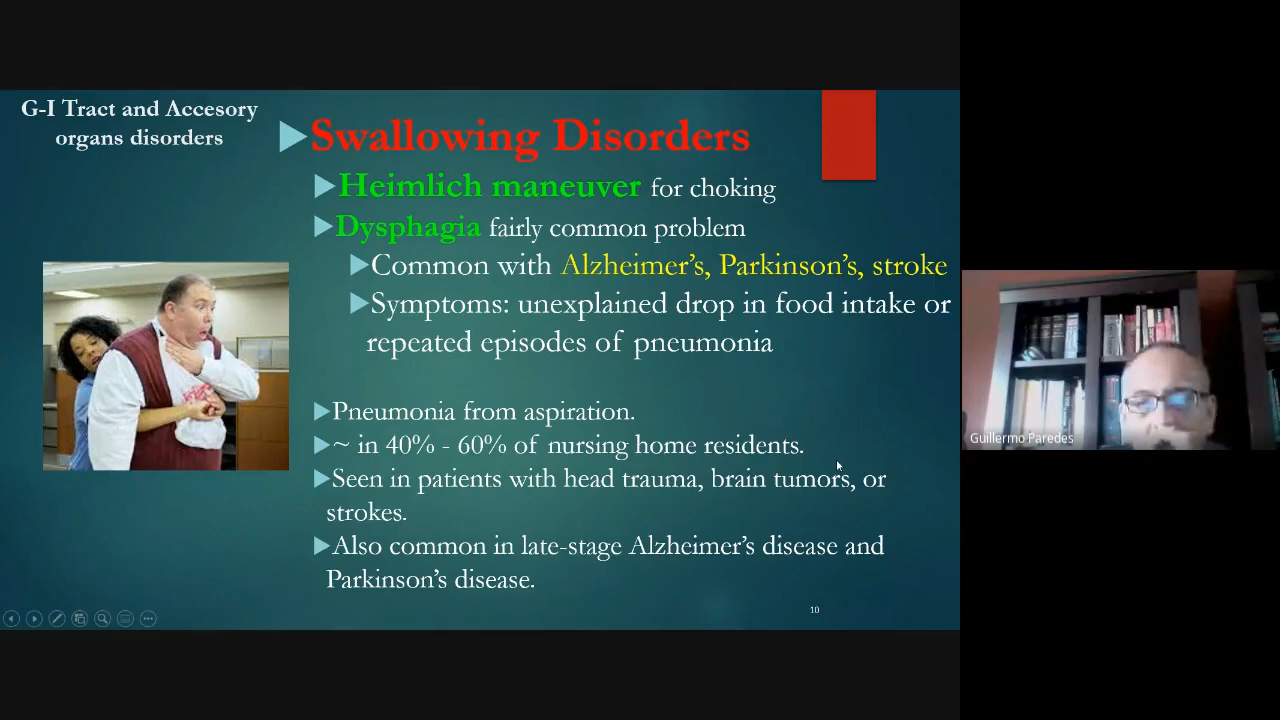 G-I Tract and Accesory
organs disorders
Swallowing Disorders
Heimlich maneuver for choking
Dysphagia fairly common problem
Common with Alzheimer's, Parkinson's, stroke
Symptoms: unexplained drop in food intake or
repeated episodes of pneumonia
Pneumonia from aspiration.
~ in 40% - 60% of nursing home residents.
Seen in patients with head trauma, brain tumors, or
strokes.
Also common in late-stage Alzheimer's disease and
Parkinson's disease.
10
Guillermo Paredes